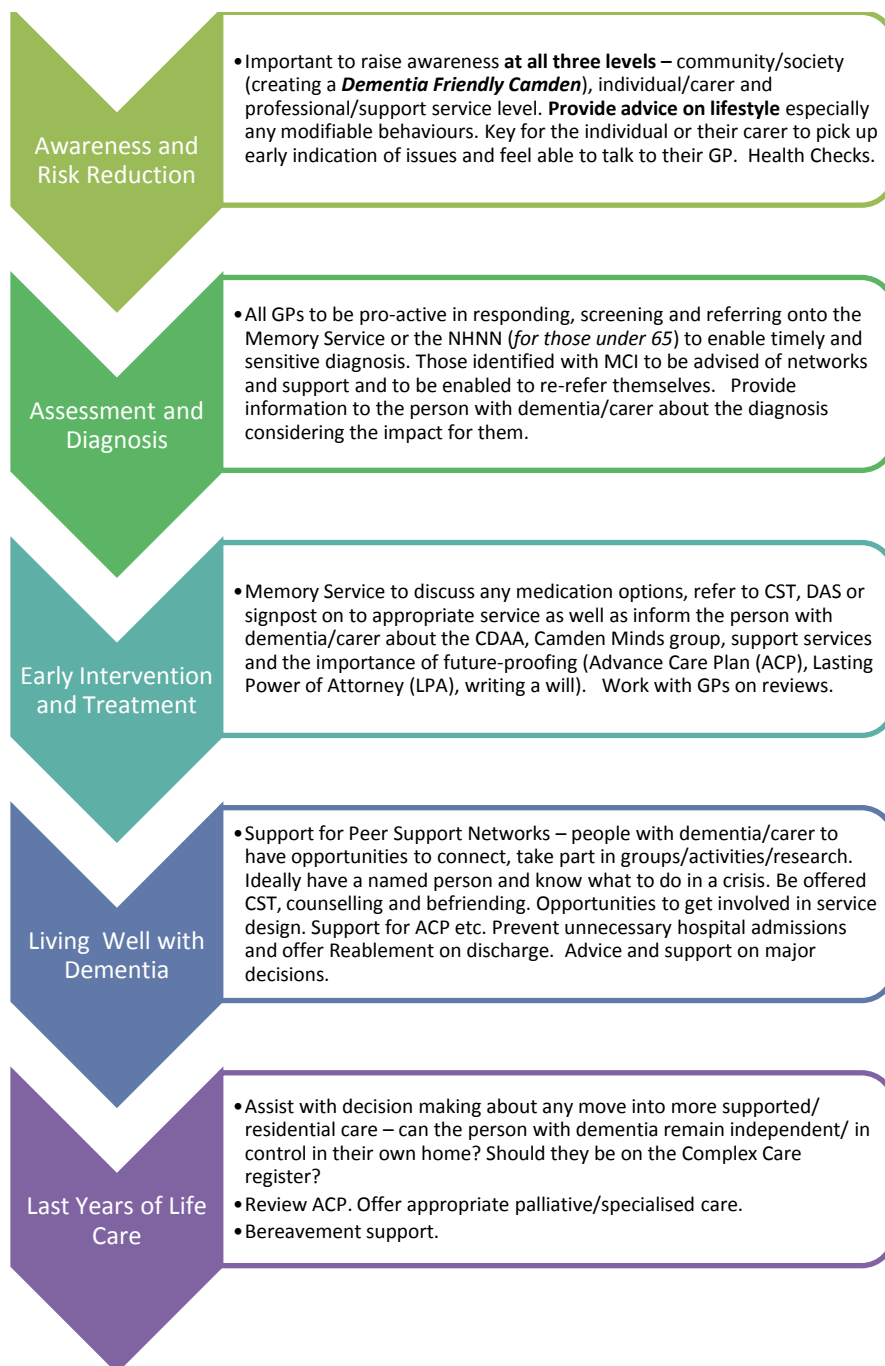 Awareness and
Risk Reduction
•Important to raise awareness at all three levels – community/society
(creating a Dementia Friendly Camden), individual/carer and
professional/support service level. Provide advice on lifestyle especially
any modifiable behaviours. Key for the individual or their carer to pick up
early indication of issues and feel able to talk to their GP.  Health Checks.
Assessment and
Diagnosis
•All GPs to be pro-active in responding, screening and referring onto the
Memory Service or the NHNN (for those under 65) to enable timely and
sensitive diagnosis. Those identified with MCI to be advised of networks
and support and to be enabled to re-refer themselves.   Provide
information to the person with dementia/carer about the diagnosis
considering the impact for them.
Early Intervention
and Treatment
•Memory Service to discuss any medication options, refer to CST, DAS or
signpost on to appropriate service as well as inform the person with
dementia/carer about the CDAA, Camden Minds group, support services
and the importance of future-proofing (Advance Care Plan (ACP), Lasting
Power of Attorney (LPA), writing a will).   Work with GPs on reviews.
Living  Well with
Dementia
•Support for Peer Support Networks – people with dementia/carer to
have opportunities to connect, take part in groups/activities/research.
Ideally have a named person and know what to do in a crisis. Be offered
CST, counselling and befriending. Opportunities to get involved in service
design. Support for ACP etc. Prevent unnecessary hospital admissions
and offer Reablement on discharge.  Advice and support on major
decisions.
Last Years of Life
Care
•Assist with decision making about any move into more supported/
residential care – can the person with dementia remain independent/ in
control in their own home? Should they be on the Complex Care
register?
•Review ACP. Offer appropriate palliative/specialised care.
•Bereavement support.